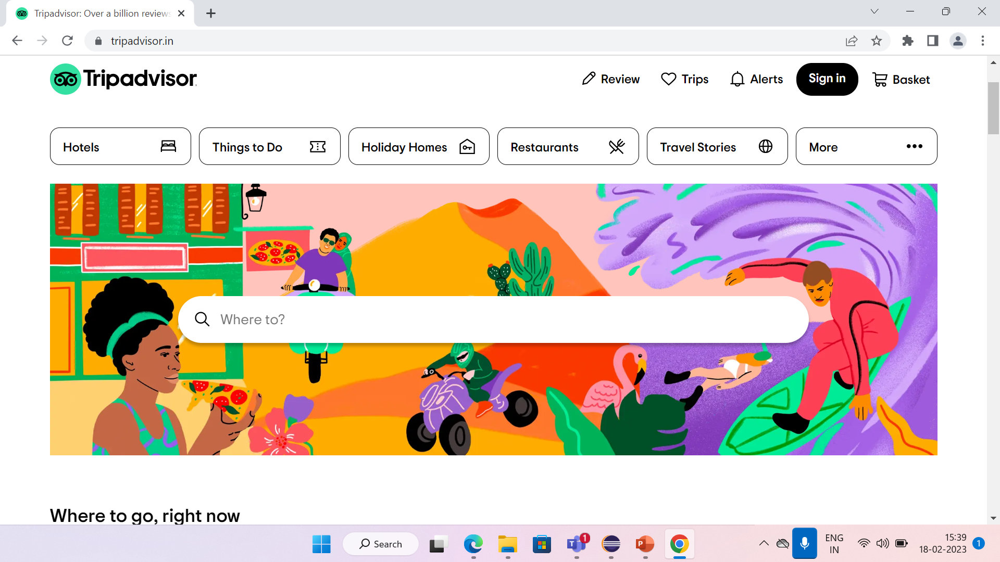 Tripadvisor: Over a billion reviews
tripadvisor.in
Tripadvisor
Review
Trips
Alerts
Sign in
Basket
Hotels
Things to Do
Holiday Homes
Restaurants
Travel Stories
More
Where to?
Where to go, right now
Search
1
ENG
IN
15:39
18-02-2023
1